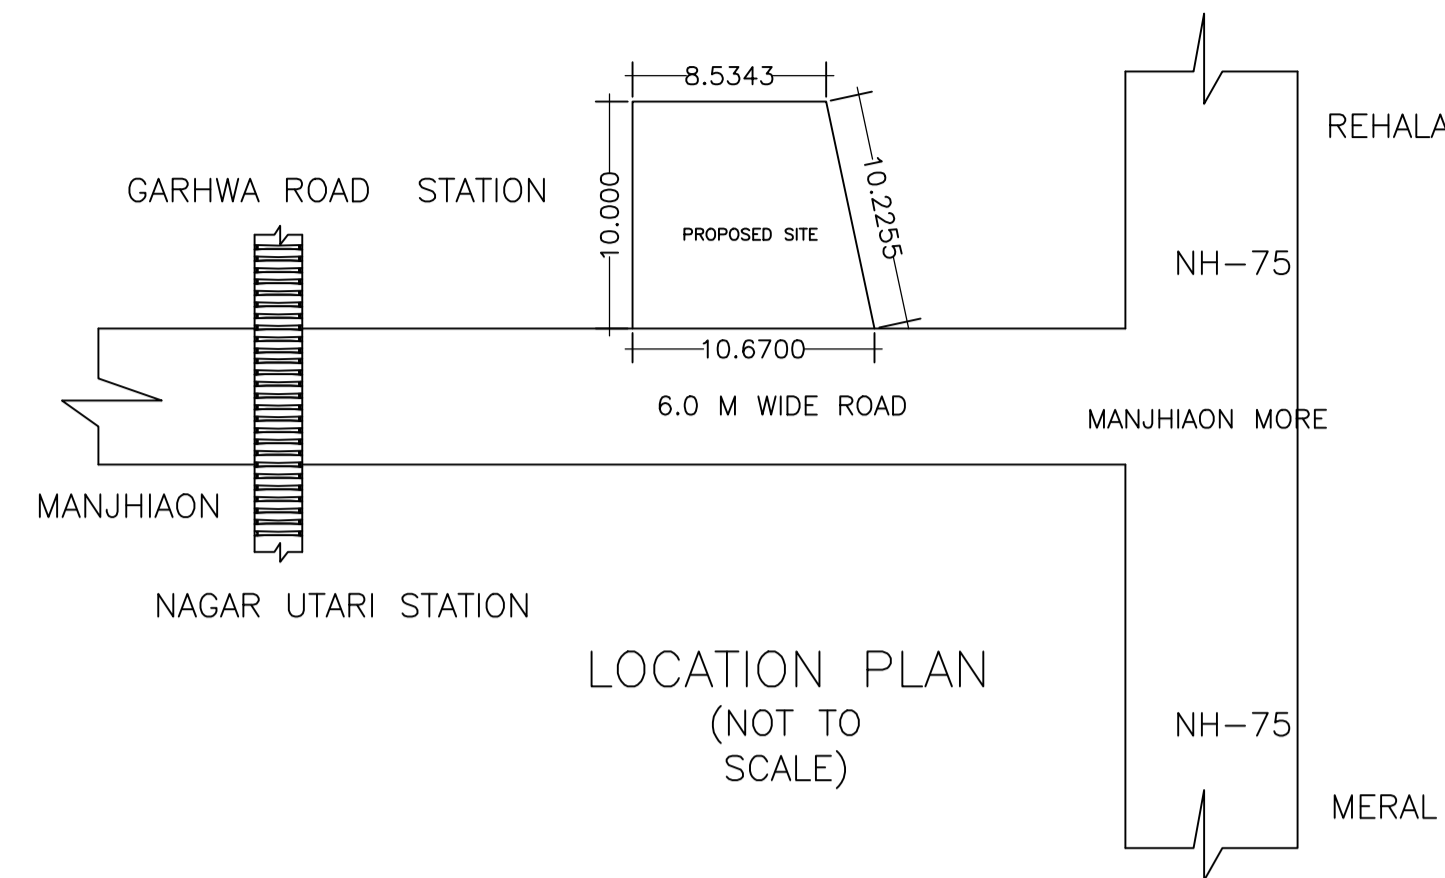 8.5343
REHALA
GARHWA ROAD STATION
10.000
10.2255
PROPOSED SITE
NH-75
10.6700
6.0 M WIDE ROAD
MANJHIAON MORE
MANJHIAON
NAGAR UTARI STATION
LOCATION PLAN
(NOT TO
SCALE)
NH-75
MERAL